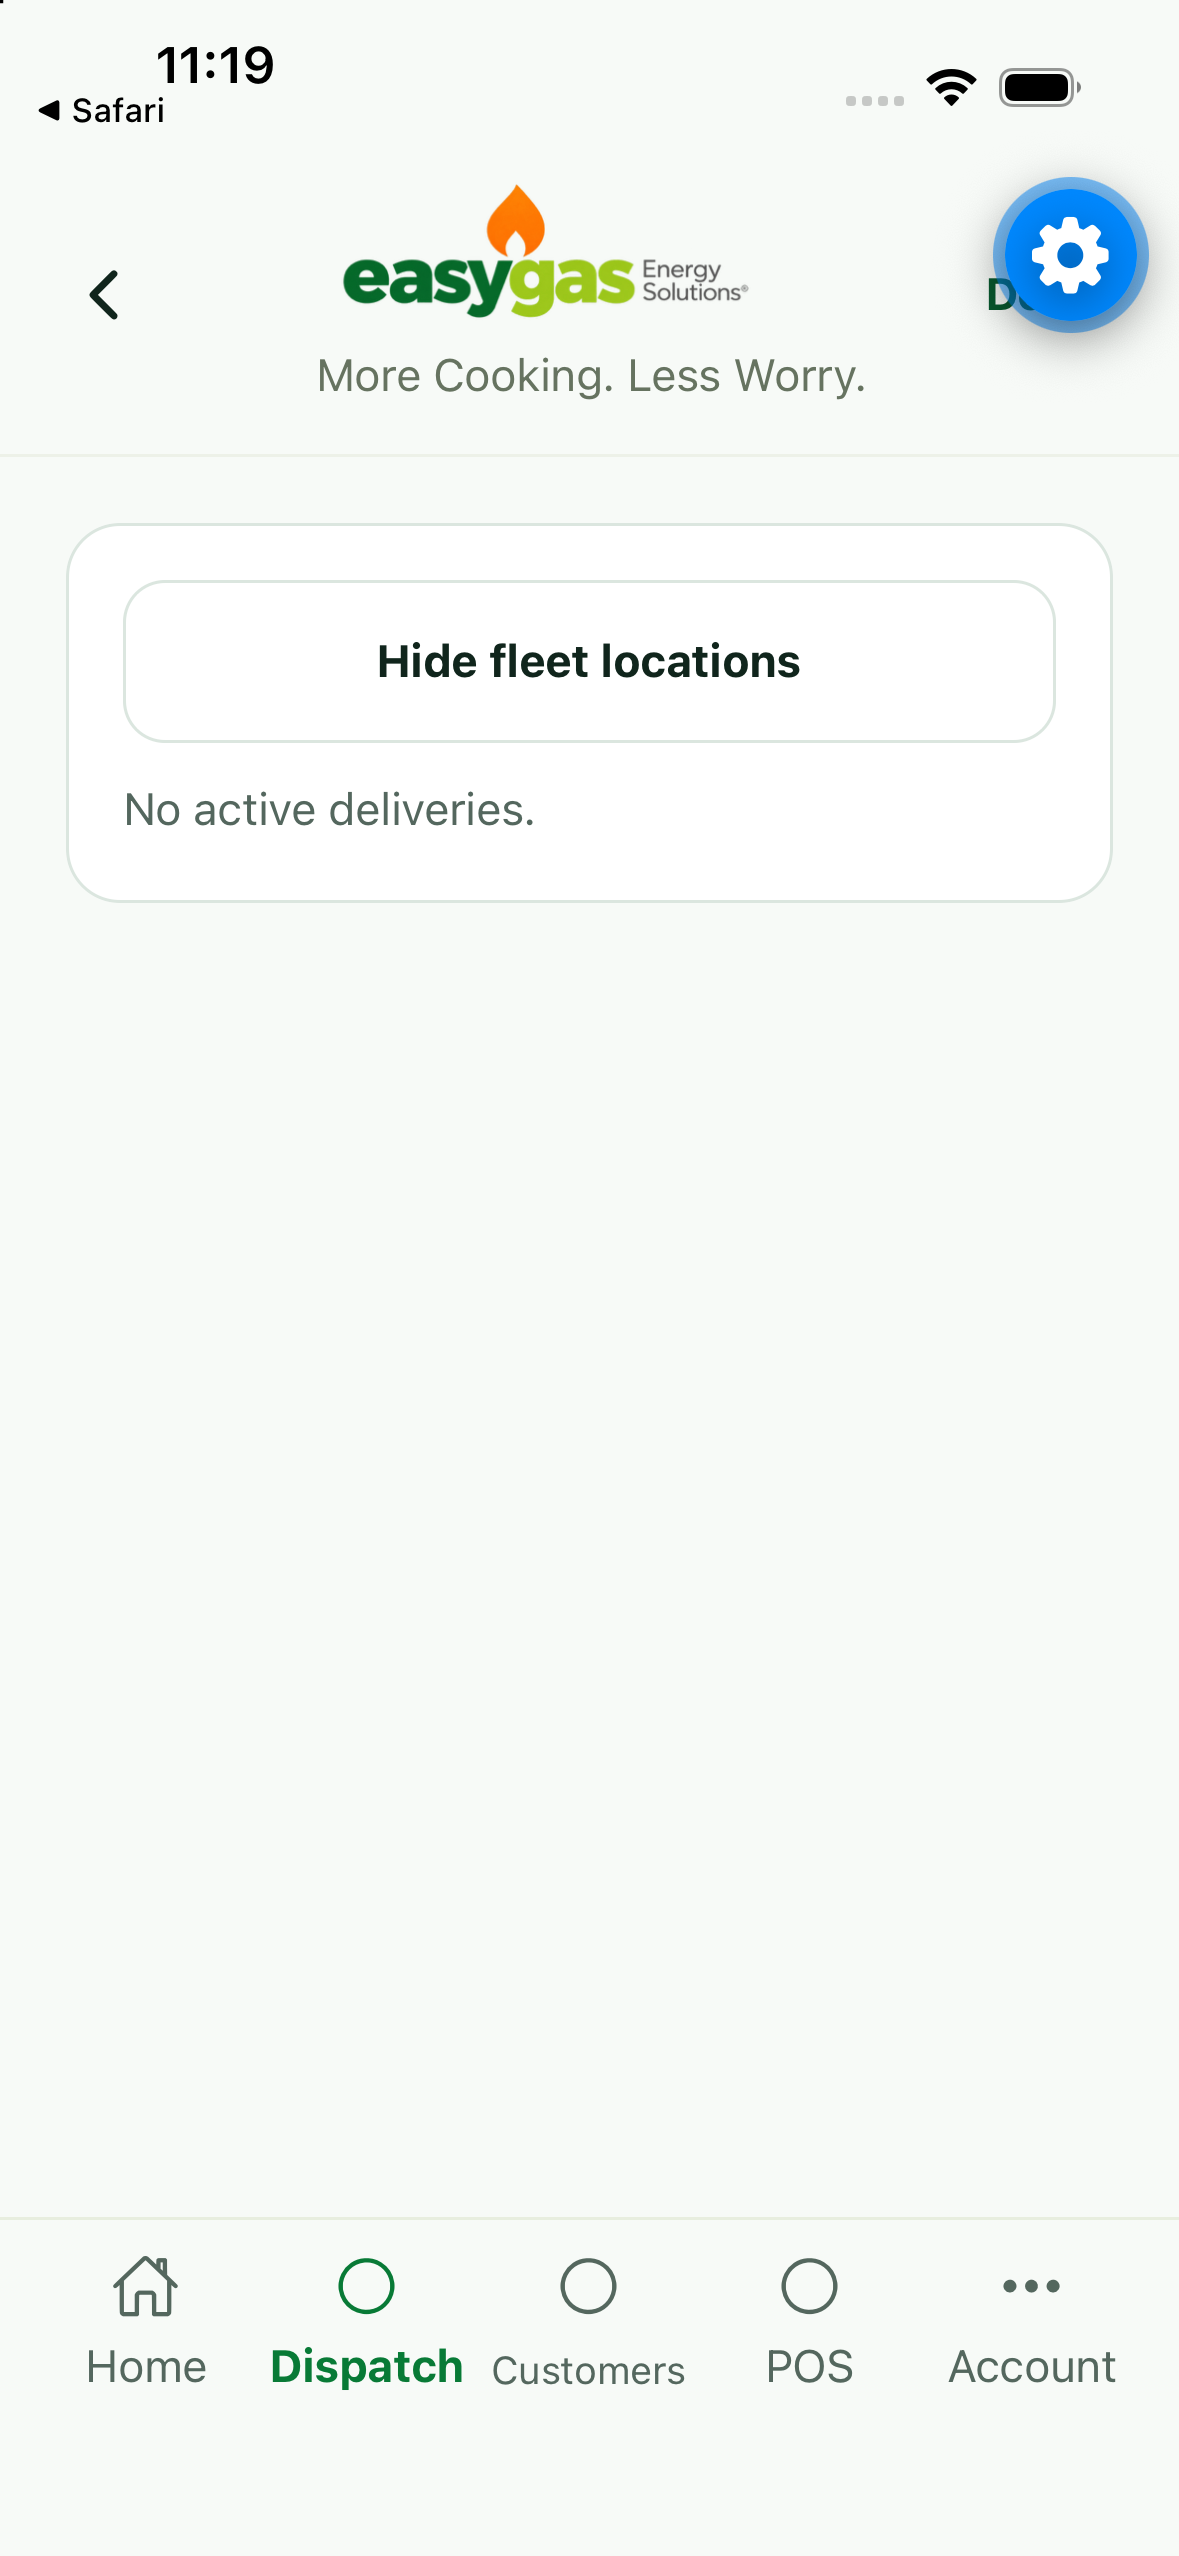 11:19
Safari
easygas Energy Solutions®
More Cooking. Less Worry.
Hide fleet locations
No active deliveries.
Home
Dispatch
Customers
POS
Account